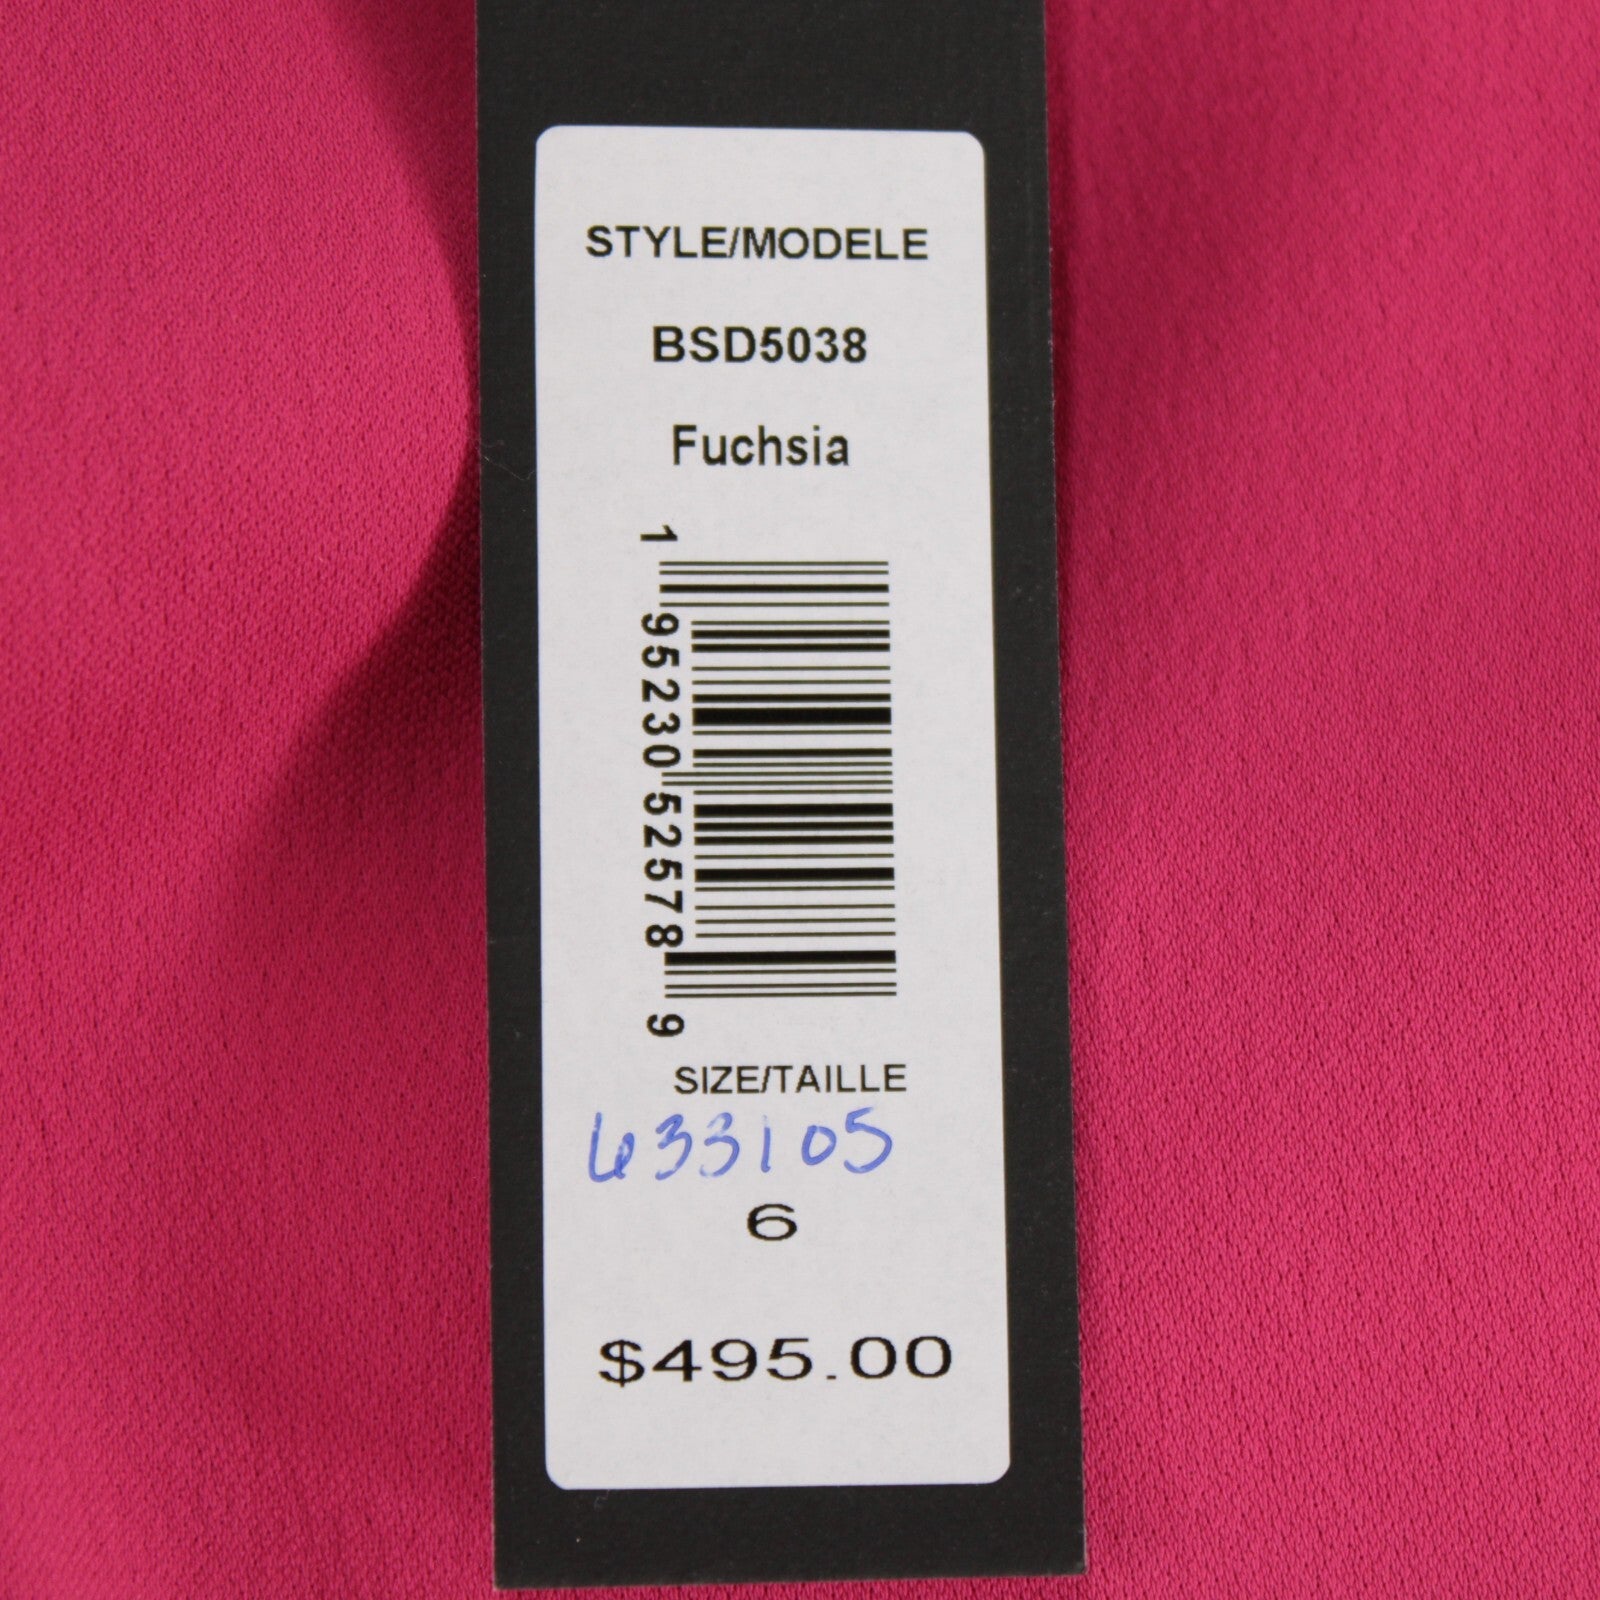 STYLE/MODELE
BSD5038
Fuchsia
1 95230 52578 9
SIZE/TAILLE
633105
6
$495.00